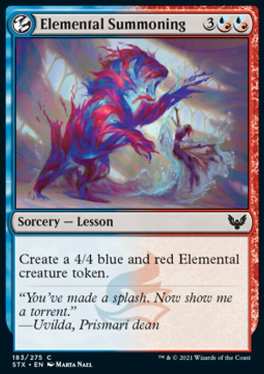 Elemental Summoning 3
Sorcery — Lesson
Create a 4/4 blue and red Elemental
creature token.
"You've made a splash. Now show
me a torrent."
—Uvilda, Prismari dean
183/275 C
STX • EN MARTA NAEL
™ & © 2021 Wizards of the Coast